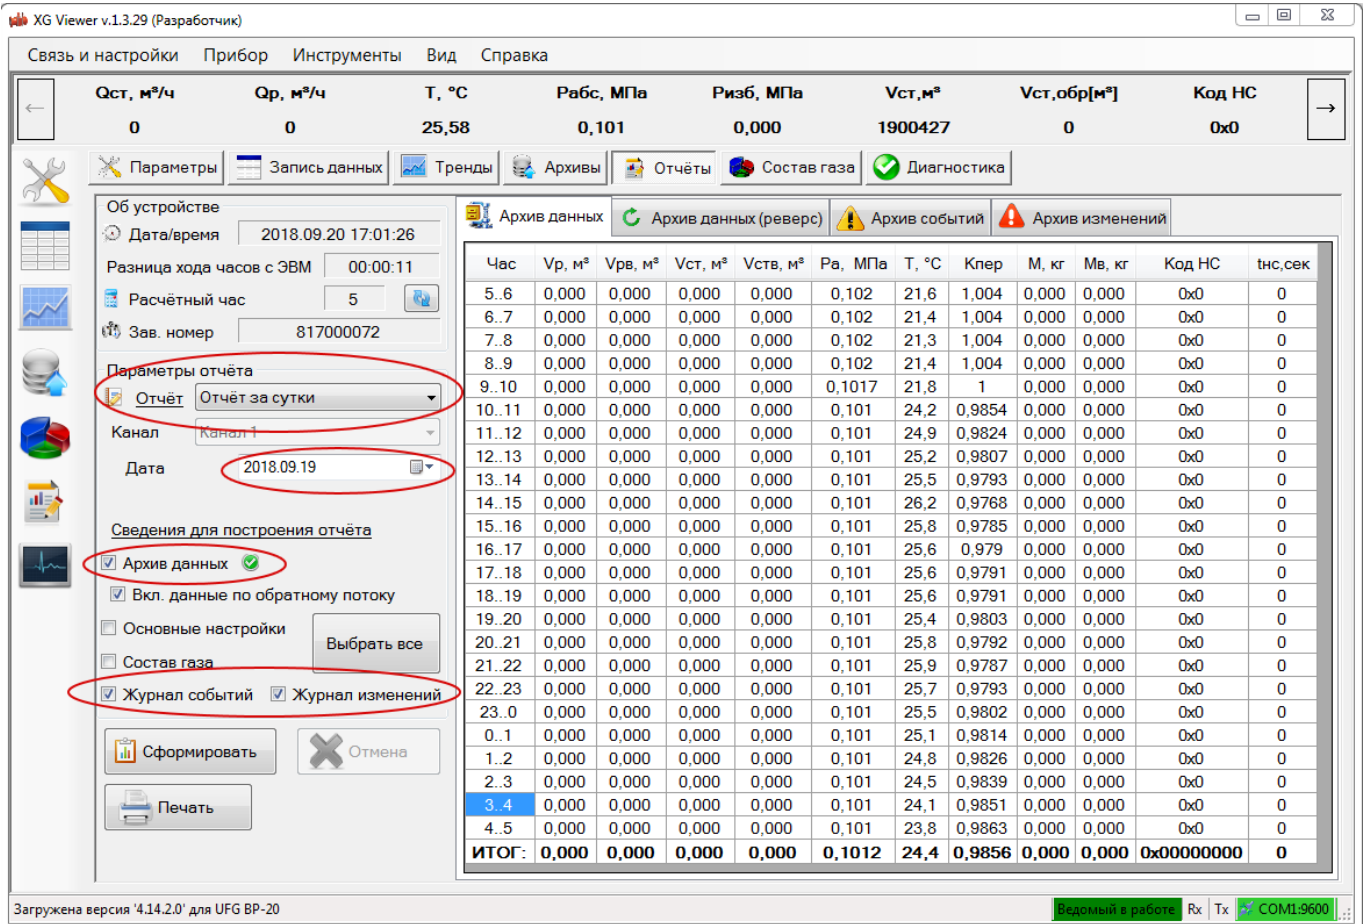 XG Viewer v.1.3.29 (Разработчик)
Связь и настройки Прибор Инструменты Вид Справка
Qст, м³/ч Qр, м³/ч T, °C Рабс, МПа Ризб, МПа Vст,м³ Vст,обр[м³] Код НС
0 0 25,58 0,101 0,000 1900427 0 0x0
Параметры Запись данных Тренды Архивы Отчёты Состав газа Диагностика
Об устройстве
Дата/время 2018.09.20 17:01:26
Разница хода часов с ЭВМ 00:00:11
Расчётный час 5
Зав. номер 817000072
Параметры отчёта
Отчёт Отчёт за сутки
Канал Канал 1
Дата 2018.09.19
Сведения для построения отчёта
Архив данных
Вкл. данные по обратному потоку
Основные настройки
Выбрать все
Состав газа
Журнал событий Журнал изменений
Сформировать Отмена
Печать
Архив данных Архив данных (реверс) Архив событий Архив изменений
Час Vр, м³ Vрв, м³ Vст, м³ Vств, м³ Ра, МПа T, °C Kпер М, кг Мв, кг Код НС tнс,сек
5..6 0,000 0,000 0,000 0,000 0,102 21,6 1,004 0,000 0,000 0x0 0
6..7 0,000 0,000 0,000 0,000 0,102 21,4 1,004 0,000 0,000 0x0 0
7..8 0,000 0,000 0,000 0,000 0,102 21,3 1,004 0,000 0,000 0x0 0
8..9 0,000 0,000 0,000 0,000 0,102 21,4 1,004 0,000 0,000 0x0 0
9..10 0,000 0,000 0,000 0,000 0,1017 21,8 1 0,000 0,000 0x0 0
10..11 0,000 0,000 0,000 0,000 0,101 24,2 0,9854 0,000 0,000 0x0 0
11..12 0,000 0,000 0,000 0,000 0,101 24,9 0,9824 0,000 0,000 0x0 0
12..13 0,000 0,000 0,000 0,000 0,101 25,2 0,9807 0,000 0,000 0x0 0
13..14 0,000 0,000 0,000 0,000 0,101 25,5 0,9793 0,000 0,000 0x0 0
14..15 0,000 0,000 0,000 0,000 0,101 26,2 0,9768 0,000 0,000 0x0 0
15..16 0,000 0,000 0,000 0,000 0,101 25,8 0,9785 0,000 0,000 0x0 0
16..17 0,000 0,000 0,000 0,000 0,101 25,6 0,979 0,000 0,000 0x0 0
17..18 0,000 0,000 0,000 0,000 0,101 25,6 0,9791 0,000 0,000 0x0 0
18..19 0,000 0,000 0,000 0,000 0,101 25,6 0,9791 0,000 0,000 0x0 0
19..20 0,000 0,000 0,000 0,000 0,101 25,4 0,9803 0,000 0,000 0x0 0
20..21 0,000 0,000 0,000 0,000 0,101 25,8 0,9792 0,000 0,000 0x0 0
21..22 0,000 0,000 0,000 0,000 0,101 25,9 0,9787 0,000 0,000 0x0 0
22..23 0,000 0,000 0,000 0,000 0,101 25,7 0,9793 0,000 0,000 0x0 0
23..0 0,000 0,000 0,000 0,000 0,101 25,5 0,9802 0,000 0,000 0x0 0
0..1 0,000 0,000 0,000 0,000 0,101 25,1 0,9814 0,000 0,000 0x0 0
1..2 0,000 0,000 0,000 0,000 0,101 24,8 0,9826 0,000 0,000 0x0 0
2..3 0,000 0,000 0,000 0,000 0,101 24,5 0,9839 0,000 0,000 0x0 0
3..4 0,000 0,000 0,000 0,000 0,101 24,1 0,9851 0,000 0,000 0x0 0
4..5 0,000 0,000 0,000 0,000 0,101 23,8 0,9863 0,000 0,000 0x0 0
ИТОГ: 0,000 0,000 0,000 0,000 0,1012 24,4 0,9856 0,000 0,000 0x00000000 0
Загружена версия '4.14.2.0' для UFG BP-20 Ведомый в работе Rx Tx COM1:9600